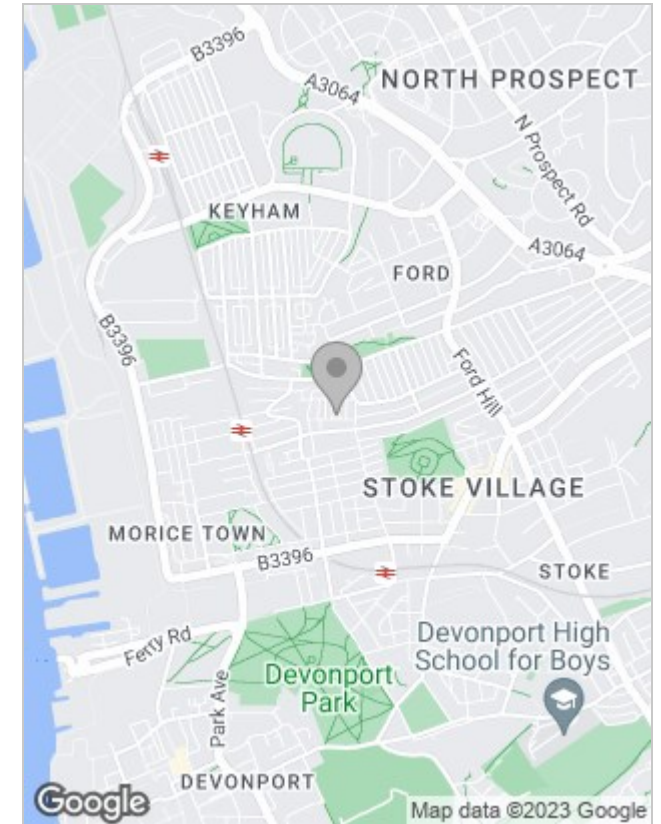 B3396
A3064
NORTH PROSPECT
N Prospect Rd
KEYHAM
A3064
FORD
B3396
Ford Hill
STOKE VILLAGE
MORICE TOWN
B3396
STOKE
Ferry Rd
Devonport High
School for Boys
Devonport
Park
Park Ave
DEVONPORT
Google
Map data ©2023 Google